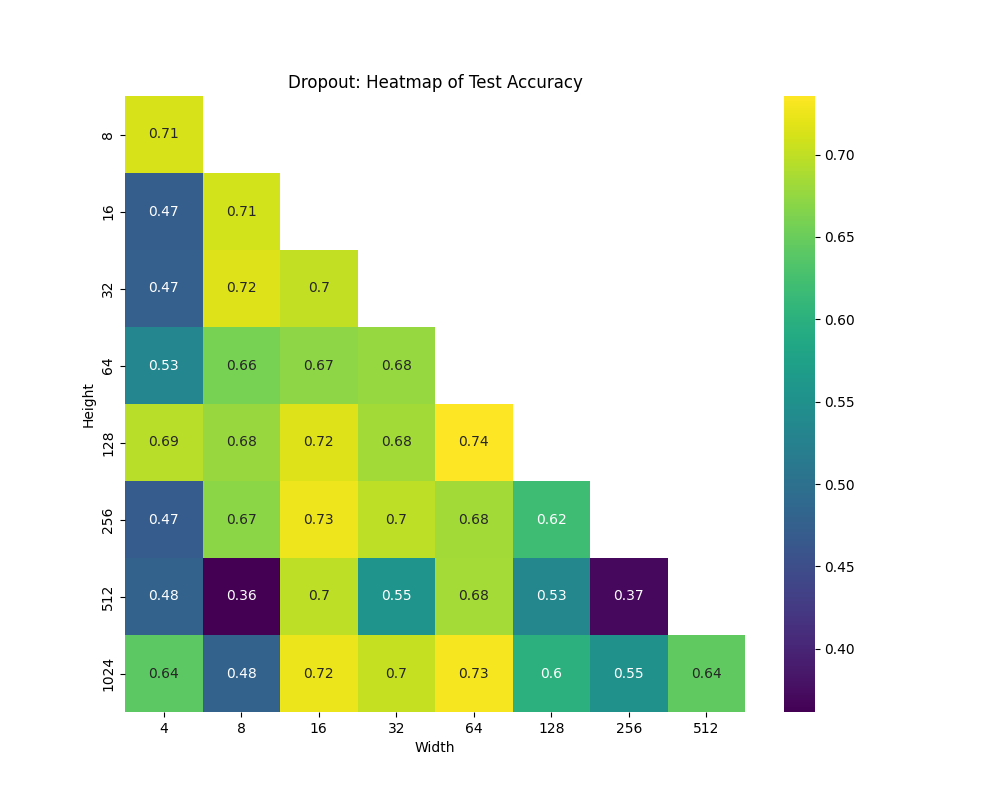 Dropout: Heatmap of Test Accuracy
8 0.71
16 0.47 0.71
32 0.47 0.72 0.7
64 0.53 0.66 0.67 0.68
128 0.69 0.68 0.72 0.68 0.74
256 0.47 0.67 0.73 0.7 0.68 0.62
512 0.48 0.36 0.7 0.55 0.68 0.53 0.37
1024 0.64 0.48 0.72 0.7 0.73 0.6 0.55 0.64
4 8 16 32 64 128 256 512
Width
Height
0.70
0.65
0.60
0.55
0.50
0.45
0.40